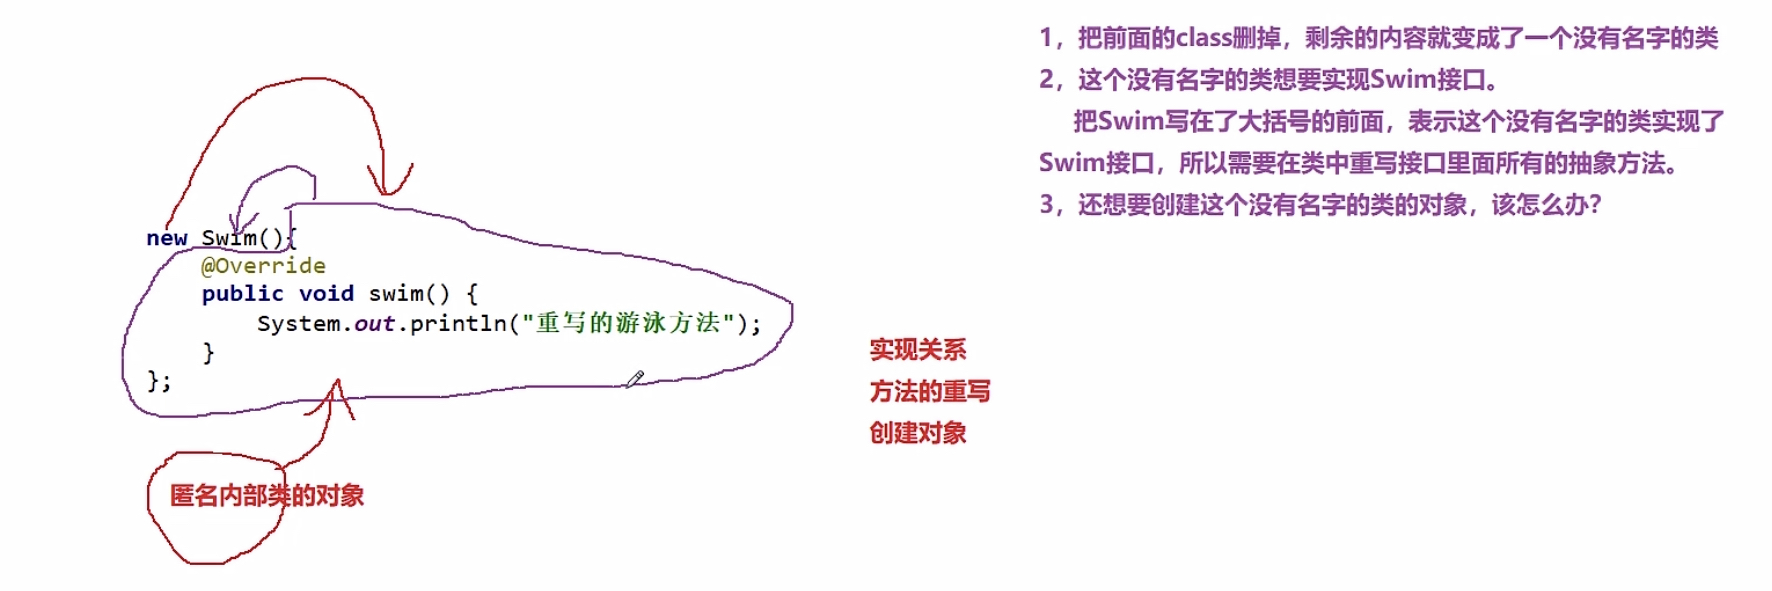 new Swim(){
@Override
public void swim() {
System.out.println("重写的游泳方法");
}
};
匿名内部类的对象
实现关系
方法的重写
创建对象
1，把前面的class删掉，剩余的内容就变成了一个没有名字的类
2，这个没有名字的类想要实现Swim接口。
把Swim写在了大括号的前面，表示这个没有名字的类实现了
Swim接口，所以需要在类中重写接口里面所有的抽象方法。
3，还想要创建这个没有名字的类的对象，该怎么办？